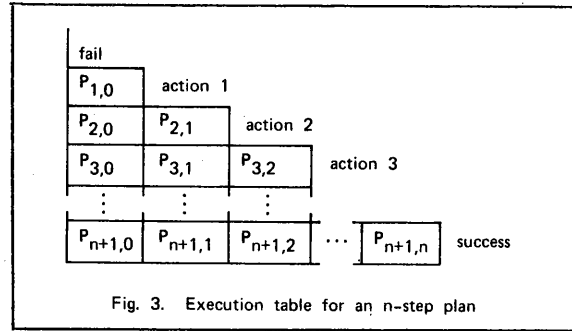 fail
P1,0 action 1
P2,0 P2,1 action 2
P3,0 P3,1 P3,2 action 3
⋮ ⋮ ⋮
Pn+1,0 Pn+1,1 Pn+1,2 ⋯ Pn+1,n success
Fig. 3. Execution table for an n-step plan